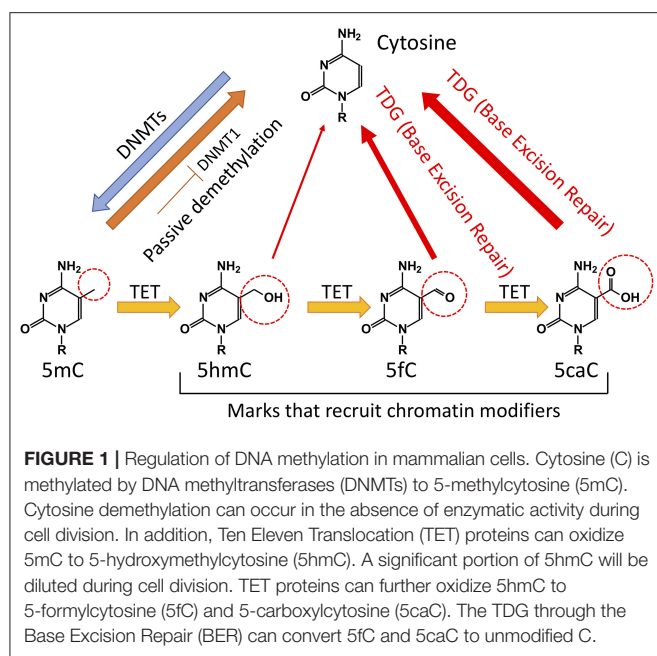 NH₂
Cytosine
N
O
N
R
DNMTs
DNMT1
Passive demethylation
TDG (Base Excision Repair)
TDG (Base Excision Repair)
NH₂
N
O
N
R
5mC
TET
NH₂
OH
N
O
N
R
5hmC
TET
NH₂
O
N
O
N
R
5fC
TET
NH₂
O
OH
N
O
N
R
5caC
Marks that recruit chromatin modifiers
FIGURE 1 | Regulation of DNA methylation in mammalian cells. Cytosine (C) is
methylated by DNA methyltransferases (DNMTs) to 5-methylcytosine (5mC).
Cytosine demethylation can occur in the absence of enzymatic activity during
cell division. In addition, Ten Eleven Translocation (TET) proteins can oxidize
5mC to 5-hydroxymethylcytosine (5hmC). A significant portion of 5hmC will be
diluted during cell division. TET proteins can further oxidize 5hmC to
5-formylcytosine (5fC) and 5-carboxylcytosine (5caC). The TDG through the
Base Excision Repair (BER) can convert 5fC and 5caC to unmodified C.